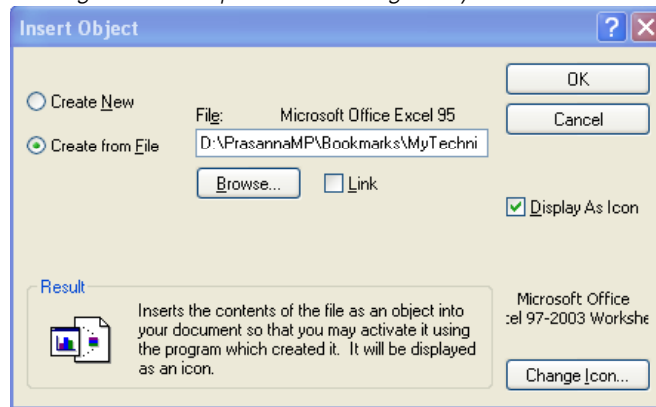 Insert Object
OK
Cancel
Create New
Create from File
File: Microsoft Office Excel 95
D:\PrasannaMP\Bookmarks\MyTechni
Browse... Link
Display As Icon
Result
Inserts the contents of the file as an object into
your document so that you may activate it using
the program which created it. It will be displayed
as an icon.
Microsoft Office
:el 97-2003 Workshe
Change Icon...